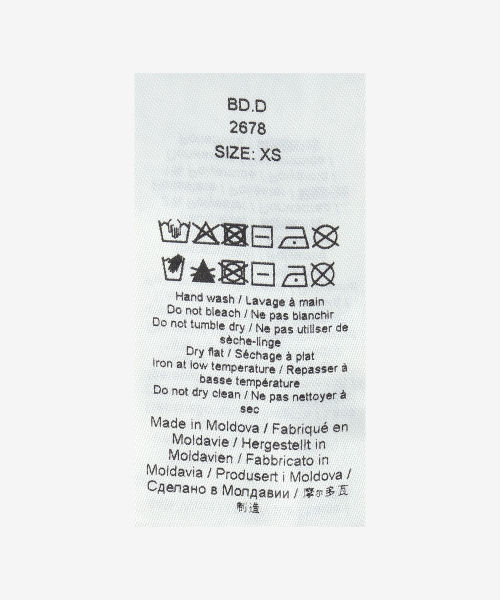 BD.D
2678
SIZE: XS
Hand wash / Lavage à main
Do not bleach / Ne pas blanchir
Do not tumble dry / Ne pas utiliser de
sèche-linge
Dry flat / Séchage à plat
Iron at low temperature / Repasser à
basse température
Do not dry clean / Ne pas nettoyer à
sec
Made in Moldova / Fabriqué en
Moldavie / Hergestellt in
Moldavien / Fabbricato in
Moldavia / Produsert i Moldova /
Сделано в Молдавии / 摩尔多瓦
制造